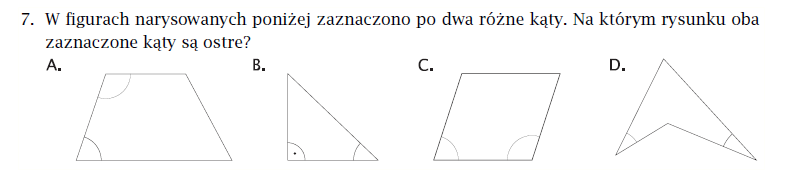 7. W figurach narysowanych poniżej zaznaczono po dwa różne kąty. Na którym rysunku oba
zaznaczone kąty są ostre?
A. B. C. D.